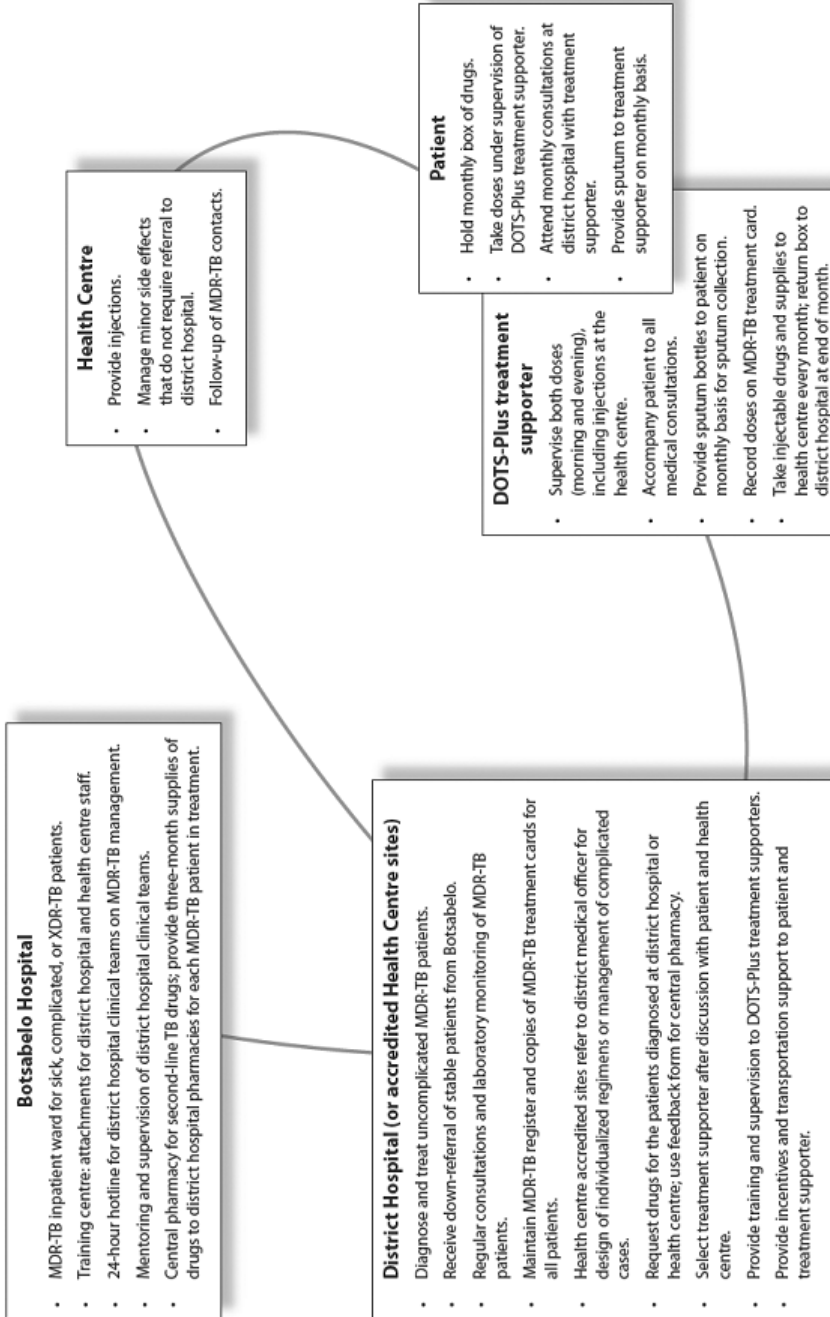 Botsabelo Hospital
• MDR-TB inpatient ward for sick, complicated, or XDR-TB patients.
• Training centre: attachments for district hospital and health centre staff.
• 24-hour hotline for district hospital clinical teams on MDR-TB management.
• Mentoring and supervision of district hospital clinical teams.
• Central pharmacy for second-line TB drugs; provide three-month supplies of
drugs to district hospital pharmacies for each MDR-TB patient in treatment.
Health Centre
• Provide injections.
• Manage minor side effects
that do not require referral to
district hospital.
• Follow-up of MDR-TB contacts.
District Hospital (or accredited Health Centre sites)
• Diagnose and treat uncomplicated MDR-TB patients.
• Receive down-referral of stable patients from Botsabelo.
• Regular consultations and laboratory monitoring of MDR-TB
patients.
• Maintain MDR-TB register and copies of MDR-TB treatment cards for
all patients.
• Health centre accredited sites refer to district medical officer for
design of individualized regimens or management of complicated
cases.
• Request drugs for the patients diagnosed at district hospital or
health centre; use feedback form for central pharmacy.
• Select treatment supporter after discussion with patient and health
centre.
• Provide training and supervision to DOTS-Plus treatment supporters.
• Provide incentives and transportation support to patient and
treatment supporter.
DOTS-Plus treatment
supporter
• Supervise both doses
(morning and evening),
including injections at the
health centre.
• Accompany patient to all
medical consultations.
• Provide sputum bottles to patient on
monthly basis for sputum collection.
• Record doses on MDR-TB treatment card.
• Take injectable drugs and supplies to
health centre every month; return box to
district hospital at end of month.
Patient
• Hold monthly box of drugs.
• Take doses under supervision of
DOTS-Plus treatment supporter.
• Attend monthly consultations at
district hospital with treatment
supporter.
• Provide sputum to treatment
supporter on monthly basis.